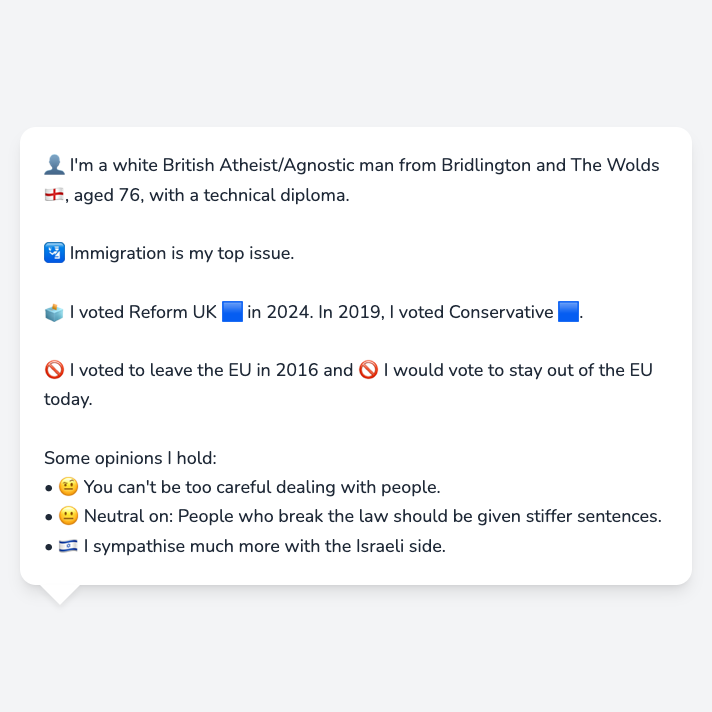 👤 I'm a white British Atheist/Agnostic man from Bridlington and The Wolds
🏴󠁧󠁢󠁥󠁮󠁧󠁿, aged 76, with a technical diploma.
🛂 Immigration is my top issue.
🗳️ I voted Reform UK 🟦 in 2024. In 2019, I voted Conservative 🟦.
🚫 I voted to leave the EU in 2016 and 🚫 I would vote to stay out of the EU
today.
Some opinions I hold:
• 🤨 You can't be too careful dealing with people.
• 😐 Neutral on: People who break the law should be given stiffer sentences.
• 🇮🇱 I sympathise much more with the Israeli side.